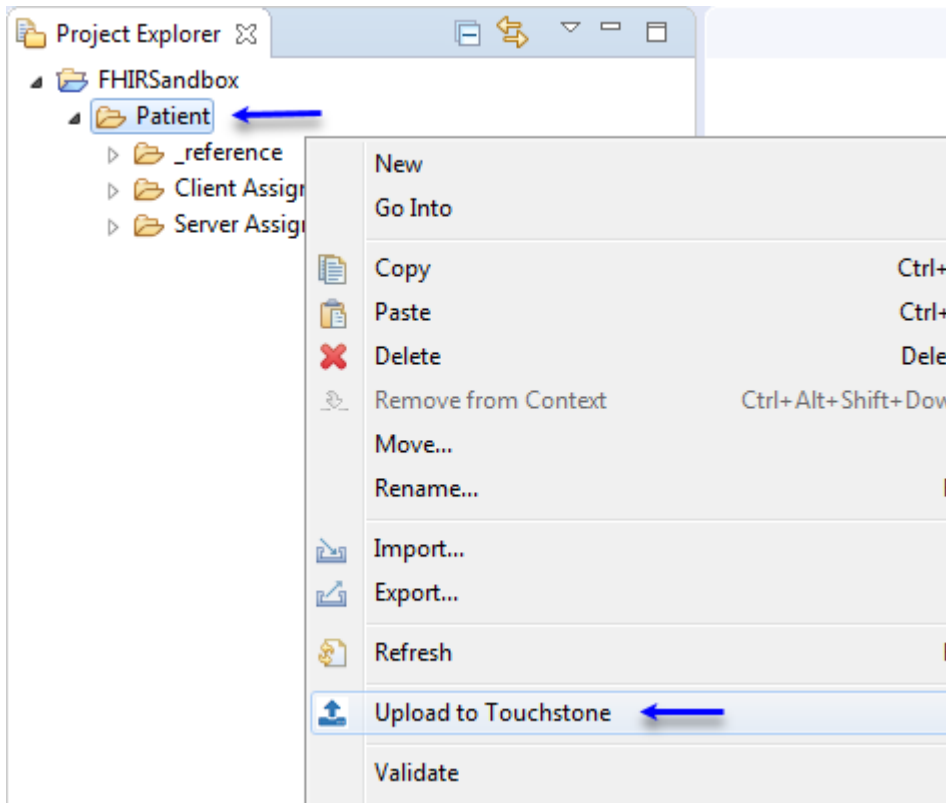 Project Explorer
FHIRSandbox
Patient
_reference
Client Assign
Server Assig
New
Go Into
Copy Ctrl+
Paste Ctrl+
Delete Dele
Remove from Context Ctrl+Alt+Shift+Dow
Move...
Rename...
Import...
Export...
Refresh
Upload to Touchstone
Validate